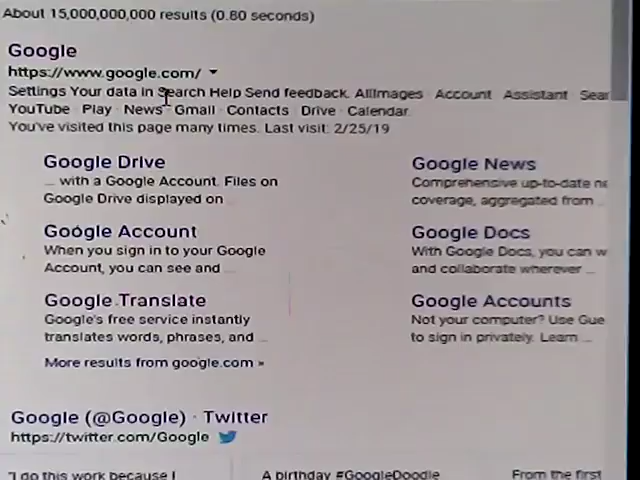 About 15,000,000,000 results (0.80 seconds)
Google
https://www.google.com/
Settings Your data in Search Help Send feedback. AllImages · Account · Assistant · Sear
YouTube · Play · News · Gmail · Contacts · Drive · Calendar
You've visited this page many times. Last visit: 2/25/19
Google Drive
... with a Google Account. Files on
Google Drive displayed on ...
Google News
Comprehensive up-to-date ne
coverage, aggregated from ...
Google Account
When you sign in to your Google
Account, you can see and ...
Google Docs
With Google Docs, you can w
and collaborate wherever ...
Google Translate
Google's free service instantly
translates words, phrases, and ...
Google Accounts
Not your computer? Use Gue
to sign in privately. Learn ...
More results from google.com »
Google (@Google) · Twitter
https://twitter.com/Google
"I do this work because I
A birthday #GoogleDoodle
From the first